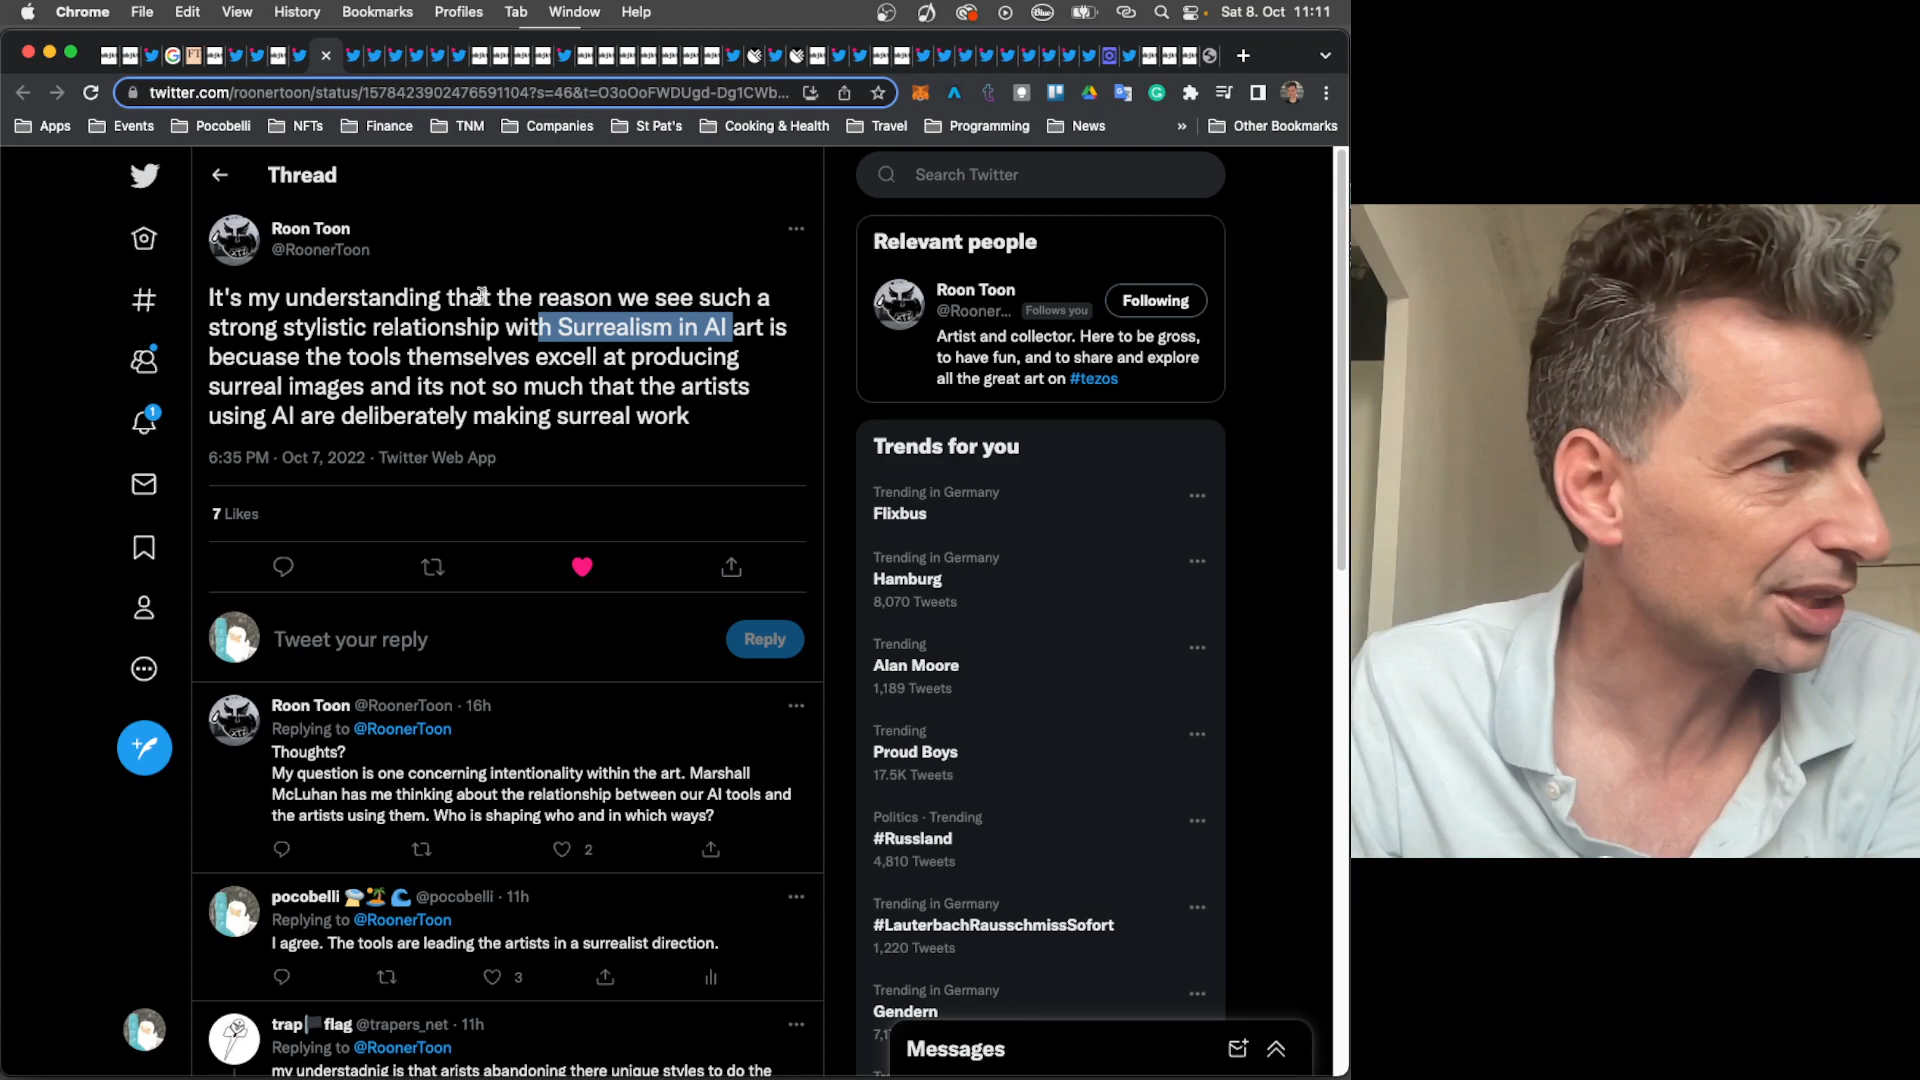 Chrome File Edit View History Bookmarks Profiles Tab Window Help
Blue
Sat 8. Oct 11:11
FT
twitter.com/roonertoon/status/1578423902476591104?s=46&t=O3oOoFWDUgd-Dg1CWb...
Apps Events Pocobelli NFTs Finance TNM Companies St Pat's Cooking & Health Travel Programming News » Other Bookmarks
Thread
Roon Toon
@RoonerToon
It's my understanding that the reason we see such a
strong stylistic relationship with Surrealism in AI art is
becuase the tools themselves excell at producing
surreal images and its not so much that the artists
using AI are deliberately making surreal work
6:35 PM · Oct 7, 2022 · Twitter Web App
7 Likes
Tweet your reply
Reply
Roon Toon @RoonerToon · 16h
Replying to @RoonerToon
Thoughts?
My question is one concerning intentionality within the art. Marshall
McLuhan has me thinking about the relationship between our AI tools and
the artists using them. Who is shaping who and in which ways?
2
pocobelli @pocobelli · 11h
Replying to @RoonerToon
I agree. The tools are leading the artists in a surrealist direction.
3
trap flag @trapers_net · 11h
Replying to @RoonerToon
my understadnig is that arists abandoning there unique styles to do the
1
Search Twitter
Relevant people
Roon Toon
@Rooner... Follows you
Following
Artist and collector. Here to be gross,
to have fun, and to share and explore
all the great art on #tezos
Trends for you
Trending in Germany
Flixbus
Trending in Germany
Hamburg
8,070 Tweets
Trending
Alan Moore
1,189 Tweets
Trending
Proud Boys
17.5K Tweets
Politics · Trending
#Russland
4,810 Tweets
Trending in Germany
#LauterbachRausschmissSofort
1,220 Tweets
Trending in Germany
Gendern
Messages